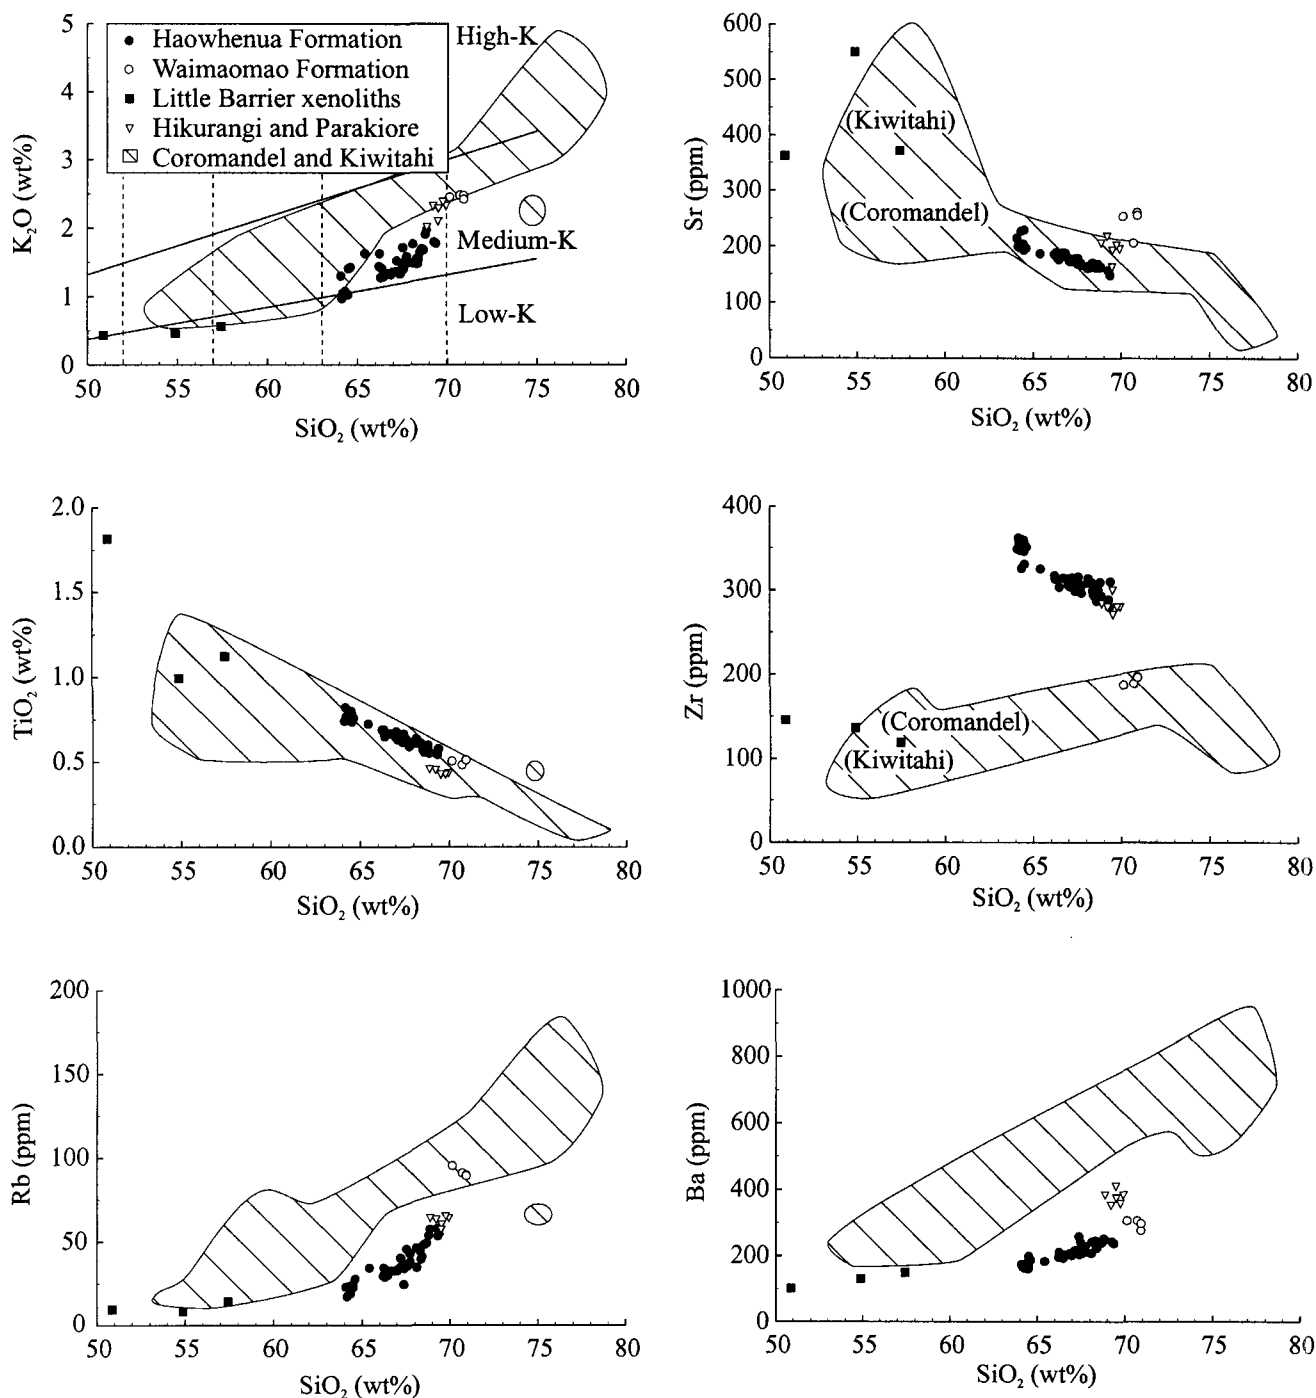 5
4
3
2
1
0
K₂O (wt%)
Haowhenua Formation
Waimaomao Formation
Little Barrier xenoliths
Hikurangi and Parakiore
Coromandel and Kiwitahi
High-K
Medium-K
Low-K
50 55 60 65 70 75 80
SiO₂ (wt%)
600
500
400
300
200
100
0
Sr (ppm)
(Kiwitahi)
(Coromandel)
50 55 60 65 70 75 80
SiO₂ (wt%)
2.0
1.5
1.0
0.5
0.0
TiO₂ (wt%)
50 55 60 65 70 75 80
SiO₂ (wt%)
400
300
200
100
0
Zr (ppm)
(Coromandel)
(Kiwitahi)
50 55 60 65 70 75 80
SiO₂ (wt%)
200
150
100
50
0
Rb (ppm)
50 55 60 65 70 75 80
SiO₂ (wt%)
1000
800
600
400
200
0
Ba (ppm)
50 55 60 65 70 75 80
SiO₂ (wt%)